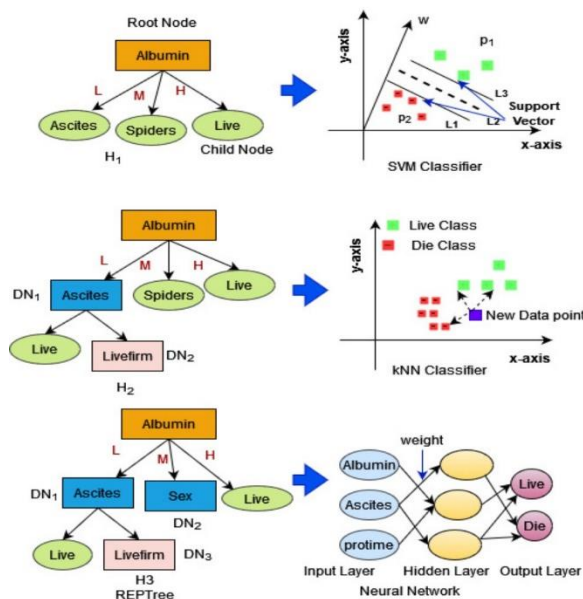 Root Node
Albumin
L
M
H
Ascites
Spiders
Live
Child Node
H1
y-axis
w
P1
P2
L1
L2
L3
Support
Vector
x-axis
SVM Classifier
Albumin
L
M
H
DN1
Ascites
Spiders
Live
Live
Livefirm
DN2
H2
y-axis
Live Class
Die Class
New Data point
x-axis
kNN Classifier
Albumin
L
M
H
DN1
Ascites
Sex
Live
DN2
Live
Livefirm
DN3
H3
REPTree
weight
Albumin
Ascites
protime
Live
Die
Input Layer
Hidden Layer
Output Layer
Neural Network